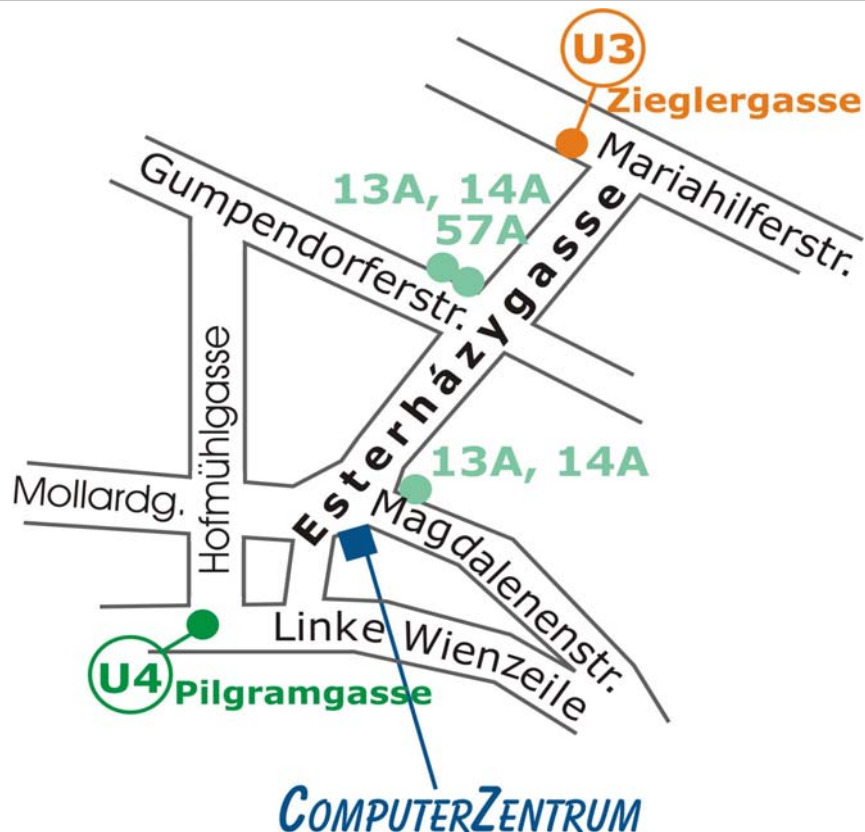 U3
Zieglergasse
Mariahilferstr.
Gumpendorferstr.
13A, 14A
57A
Esterházygasse
Hofmühlgasse
13A, 14A
Mollardg.
Magdalenenstr.
Linke Wienzeile
U4
Pilgramgasse
COMPUTERZENTRUM